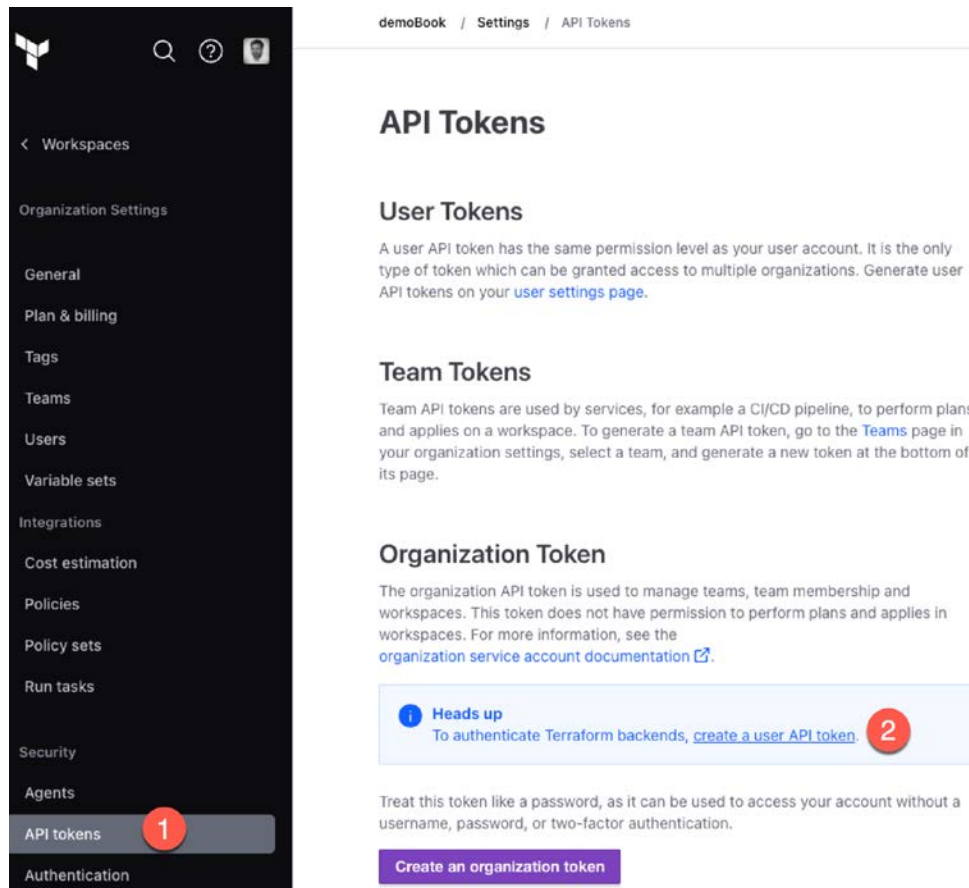 demoBook / Settings / API Tokens
< Workspaces
Organization Settings
General
Plan & billing
Tags
Teams
Users
Variable sets
Integrations
Cost estimation
Policies
Policy sets
Run tasks
Security
Agents
API tokens 1
Authentication
API Tokens
User Tokens
A user API token has the same permission level as your user account. It is the only
type of token which can be granted access to multiple organizations. Generate user
API tokens on your user settings page.
Team Tokens
Team API tokens are used by services, for example a CI/CD pipeline, to perform plans
and applies on a workspace. To generate a team API token, go to the Teams page in
your organization settings, select a team, and generate a new token at the bottom of
its page.
Organization Token
The organization API token is used to manage teams, team membership and
workspaces. This token does not have permission to perform plans and applies in
workspaces. For more information, see the
organization service account documentation.
Heads up
To authenticate Terraform backends, create a user API token. 2
Treat this token like a password, as it can be used to access your account without a
username, password, or two-factor authentication.
Create an organization token